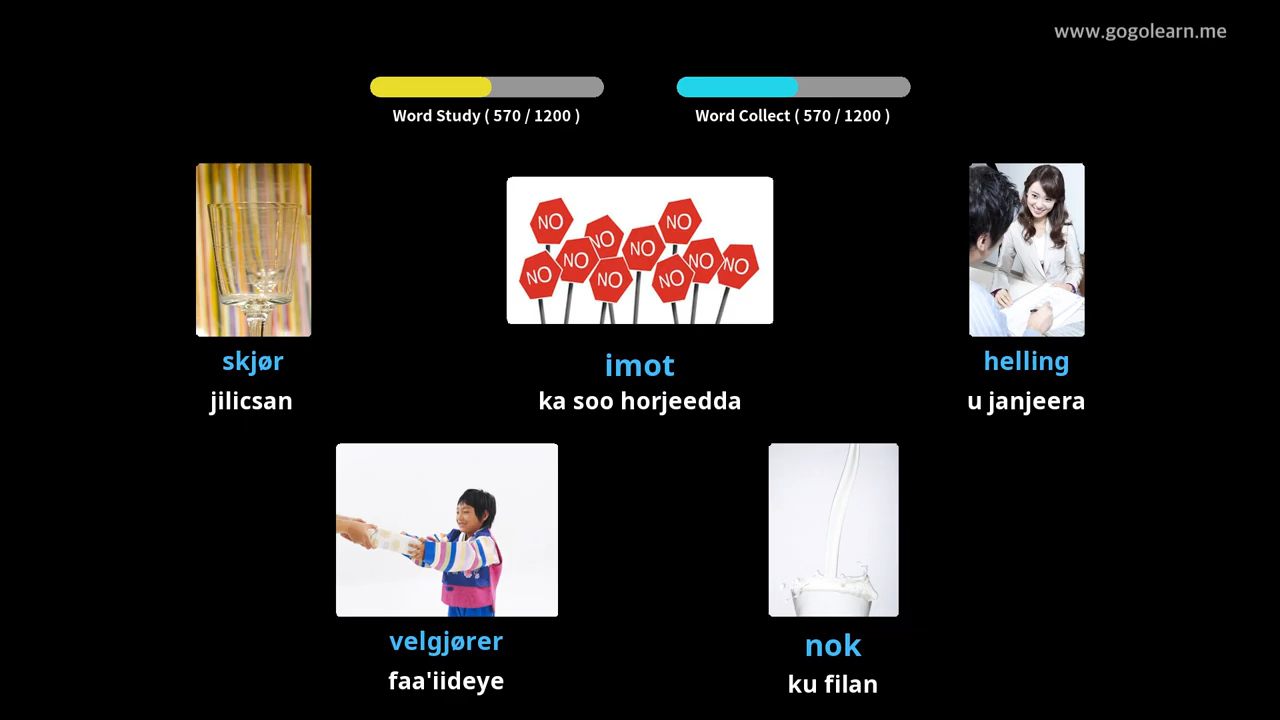 www.gogolearn.me
Word Study ( 570 / 1200 )
Word Collect ( 570 / 1200 )
NO
NO
NO
NO
NO
NO
NO
NO
NO
NO
skjør
jilicsan
imot
ka soo horjeedda
helling
u janjeera
velgjører
faa'iideye
nok
ku filan